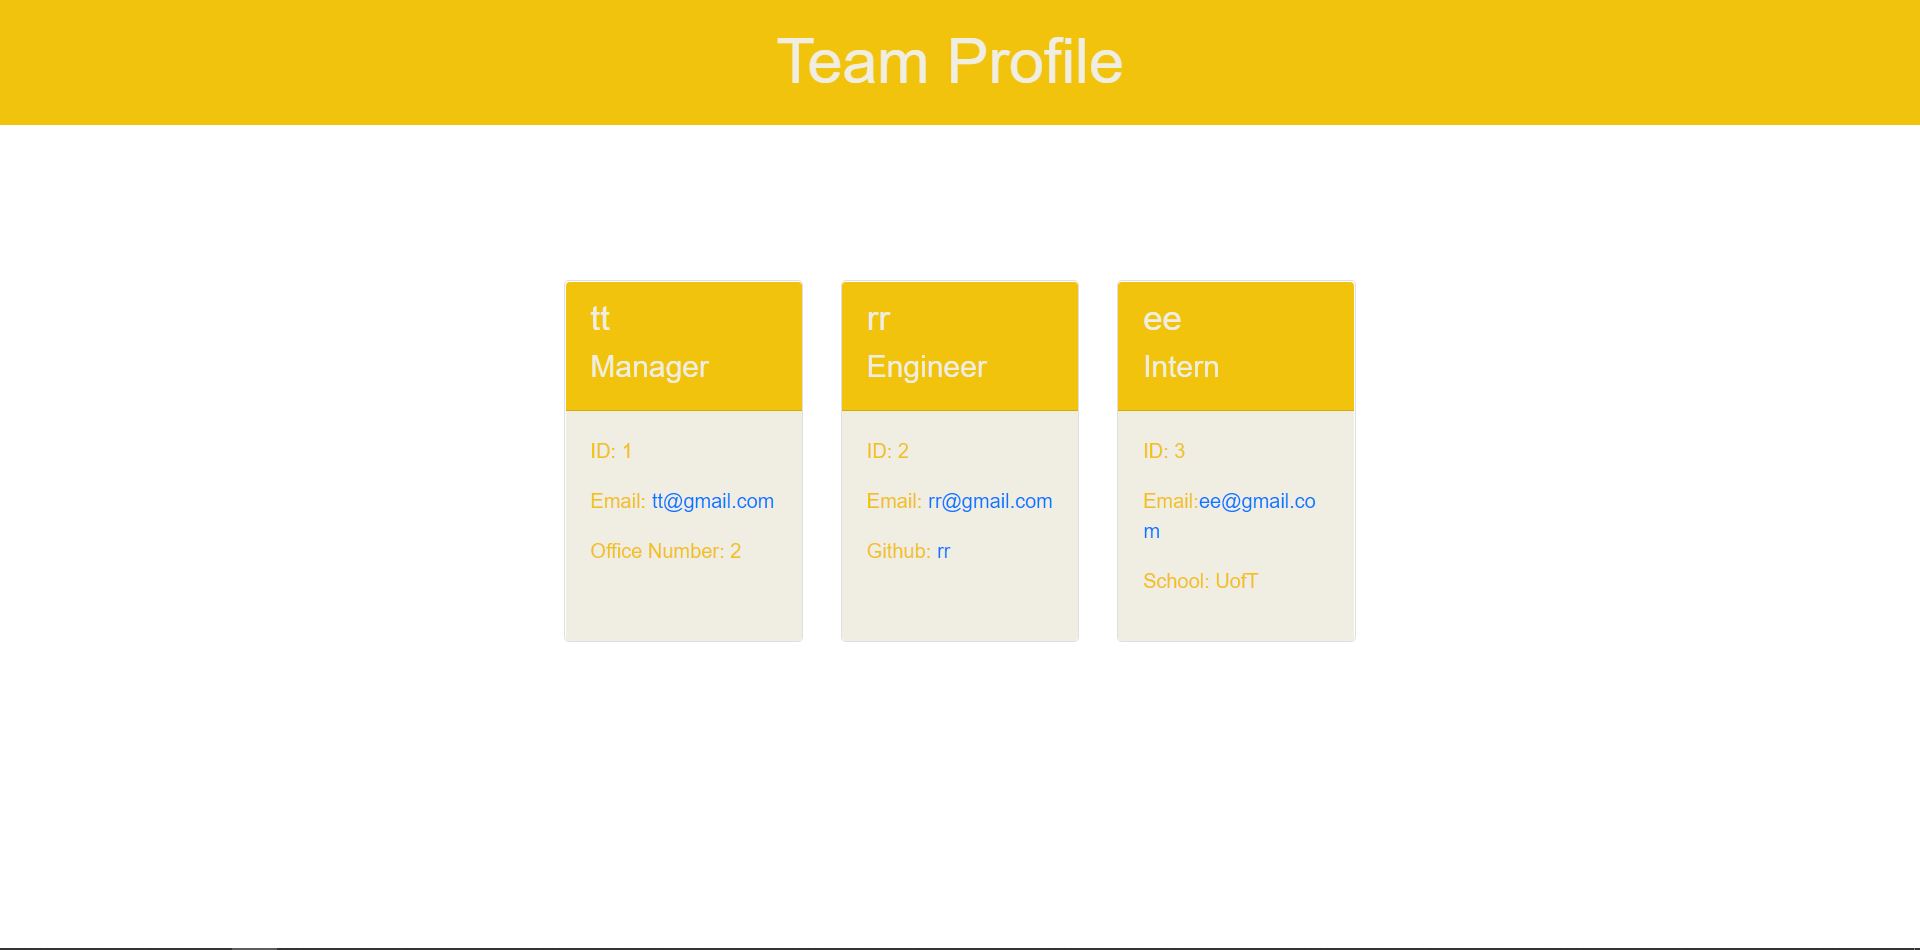 Team Profile
tt
Manager
ID: 1
Email: tt@gmail.com
Office Number: 2
rr
Engineer
ID: 2
Email: rr@gmail.com
Github: rr
ee
Intern
ID: 3
Email:ee@gmail.co
m
School: UofT